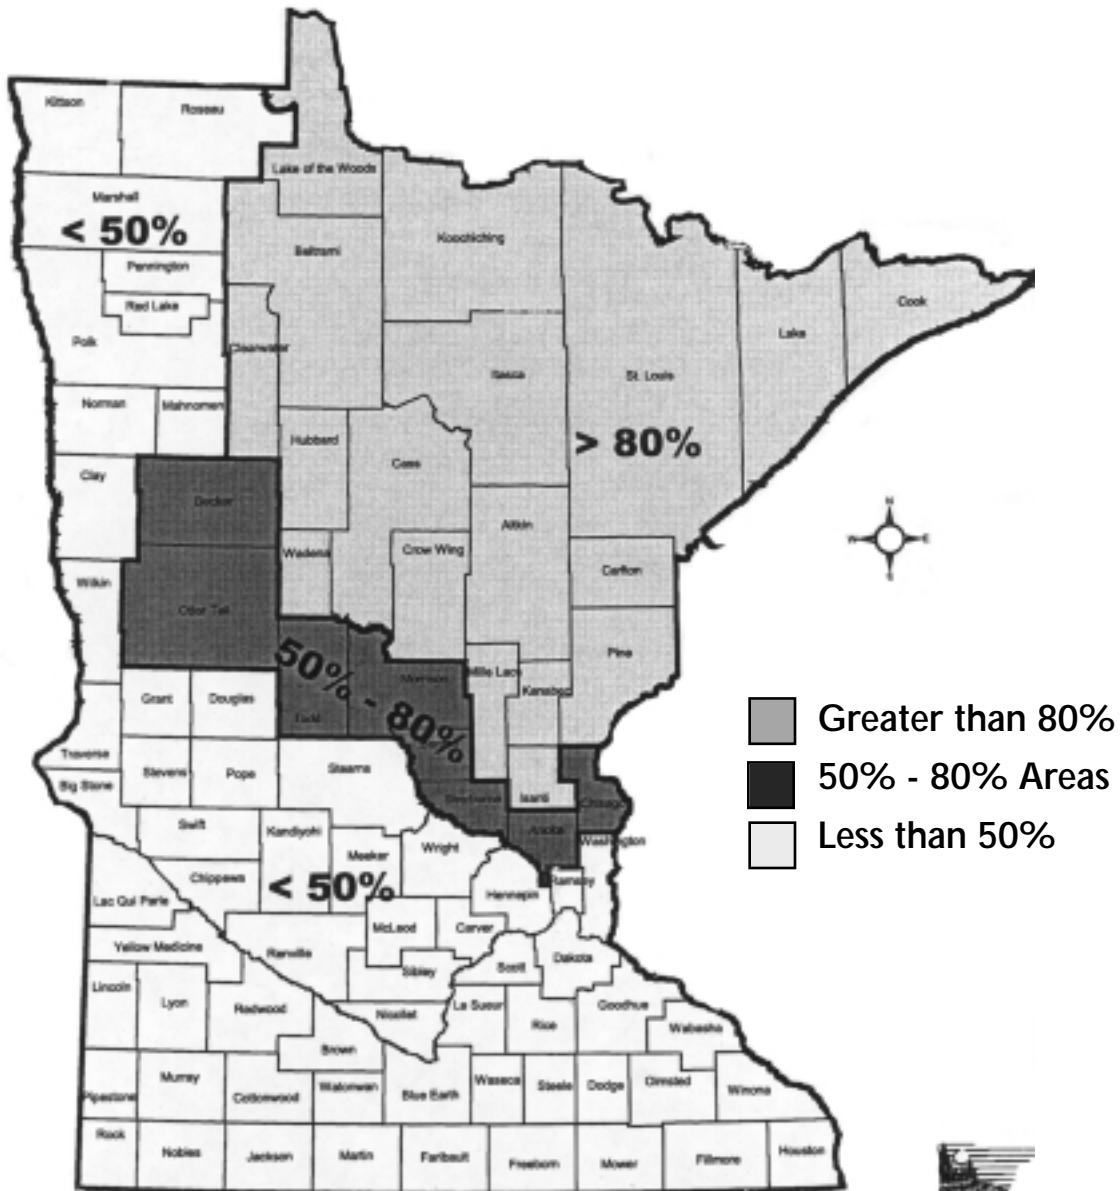 Kittson
Roseau
Lake of the Woods
Marshall
< 50%
Koochiching
Beltrami
Pennington
Red Lake
Cook
Polk
Clearwater
Lake
Itasca
St. Louis
Norman
Mahnomen
Hubbard
> 80%
Cass
Clay
Becker
Aitkin
N
W
E
S
Wadena
Crow Wing
Carlton
Wilkin
Otter Tail
Pine
50% - 80%
Mille Lacs
Morrison
Kanabec
Grant
Douglas
Todd
Greater than 80%
Traverse
Stevens
Pope
Stearns
50% - 80% Areas
Big Stone
Sherburne
Isanti
Chisago
Swift
Kandiyohi
Anoka
Less than 50%
Meeker
Wright
Washington
Chippewa
< 50%
Ramsey
Hennepin
Lac Qui Parle
McLeod
Carver
Yellow Medicine
Renville
Sibley
Scott
Dakota
Lincoln
Lyon
Redwood
Nicollet
La Sueur
Rice
Goodhue
Wabasha
Brown
Murray
Pipestone
Cottonwood
Watonwan
Blue Earth
Waseca
Steele
Dodge
Olmsted
Winona
Rock
Nobles
Jackson
Martin
Faribault
Freeborn
Mower
Fillmore
Houston